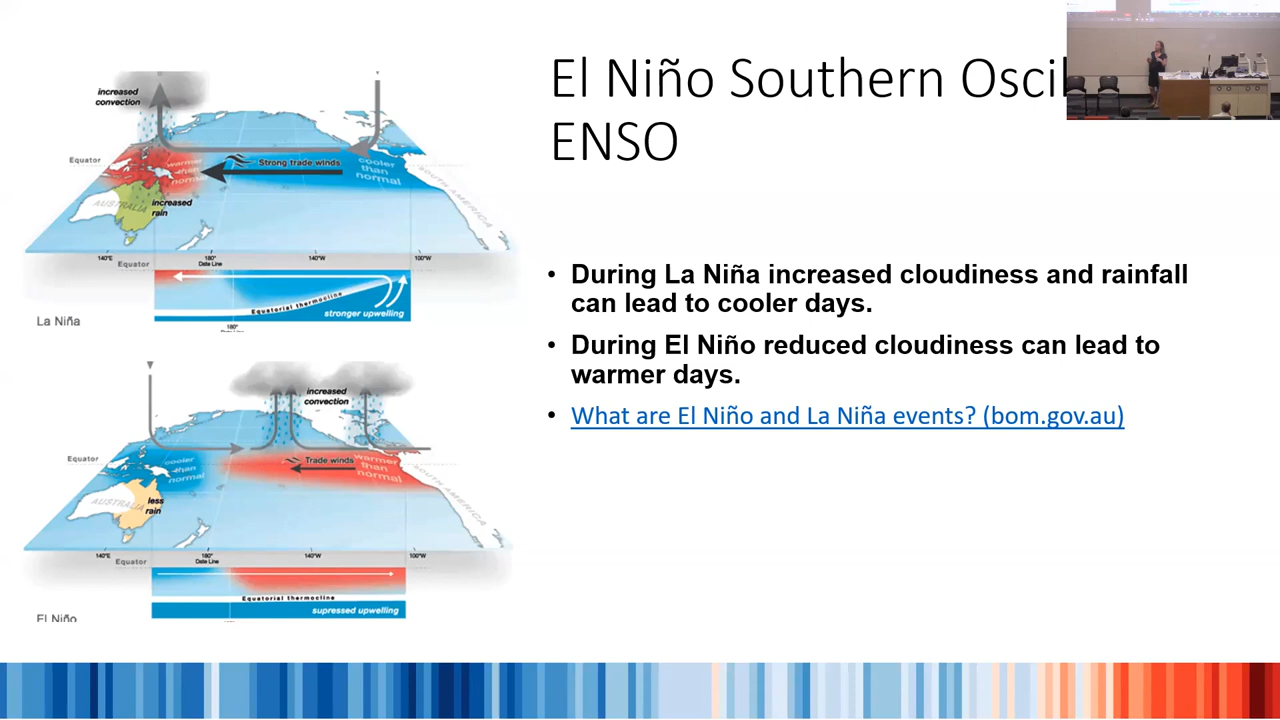 El Niño Southern Oscil
ENSO
• During La Niña increased cloudiness and rainfall
can lead to cooler days.
• During El Niño reduced cloudiness can lead to
warmer days.
• What are El Niño and La Niña events? (bom.gov.au)
increased
convection
Equator
Strong trade winds
warmer
than
normal
cooler
than
normal
AUSTRALIA
increased
rain
SOUTH AMERICA
140°E
180°
Date Line
140°W
100°W
Equator
Equatorial thermocline
stronger upwelling
La Niña
180°
increased
convection
Equator
cooler
than
normal
Trade winds
warmer
than
normal
AUSTRALIA
less
rain
SOUTH AMERICA
140°E
180°
Date Line
140°W
100°W
Equator
Equatorial thermocline
supressed upwelling
El Niño